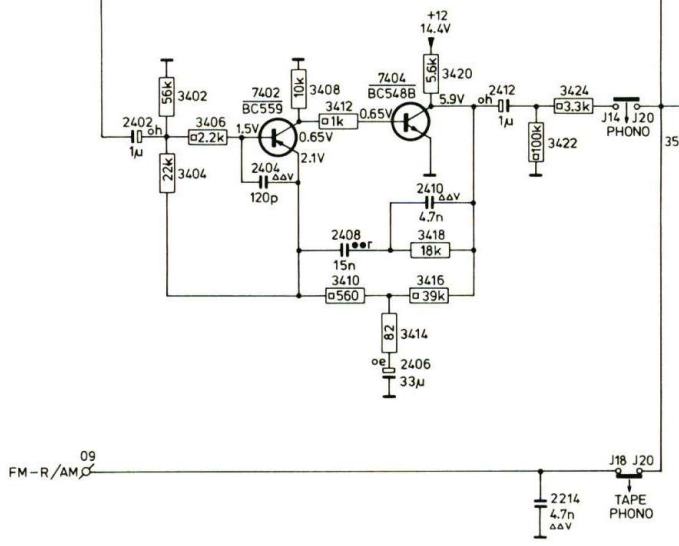 +12
14.4V
56k
3402
10k
7402
BC559
3408
7404
BC548B
5.6k
3420
3412
1k
0.65V
5.9V
oh
2412
1µ
3424
3.3k
J14 J20
PHONO
2402
oh
1µ
3406
2.2k
1.5V
0.65V
2.1V
100k
3422
35
22k
3404
2404
ΔΔV
120p
2410
ΔΔV
4.7n
2408
●●r
15n
3418
18k
3410
560
3416
39k
82
3414
oe
2406
33µ
09
FM-R/AM
J18 J20
TAPE
PHONO
2214
4.7n
ΔΔV